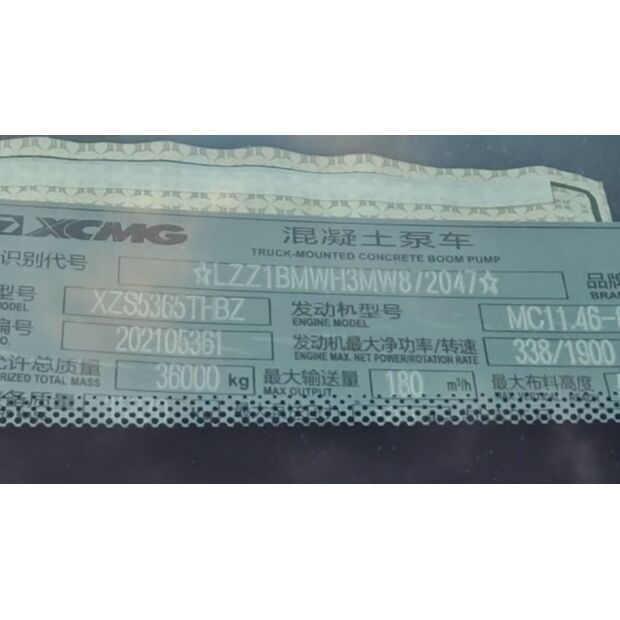 XCMG 混凝土泵车
TRUCK-MOUNTED CONCRETE BOOM PUMP
识别代号 ☆LZZ1BMWH3MW872047☆ 品牌
BRAN
型号 XZS5365THBZ 发动机型号 MC11.46-
MODEL ENGINE MODEL
编号 202105361 发动机最大净功率/转速 338/1900
O. ENGINE MAX. NET POWER/ROTATION RATE
允许总质量 36000 kg 最大输送量 180 m³/h 最大布料高度
RIZED TOTAL MASS MAX OUTPUT